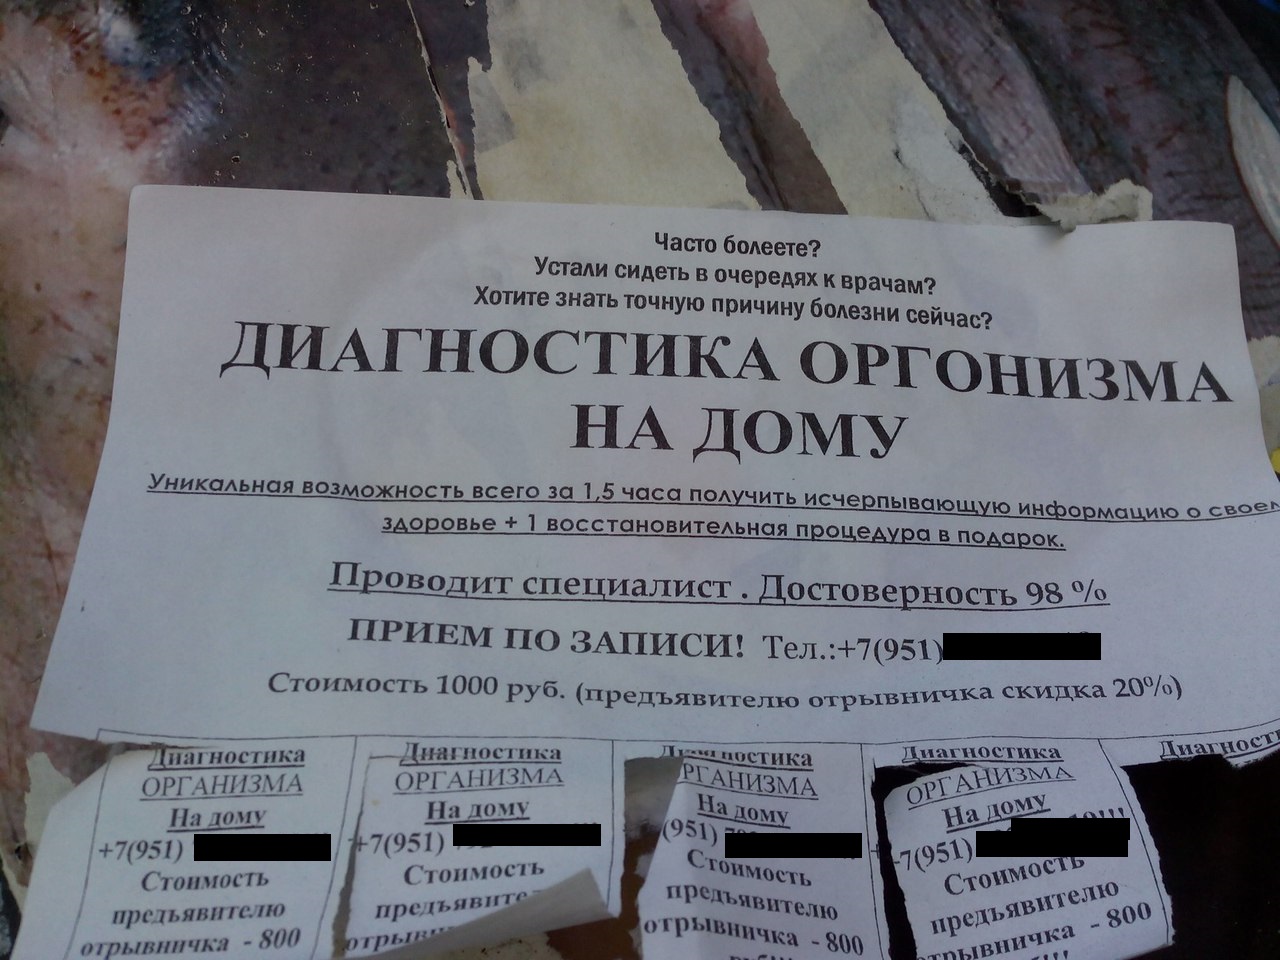 Часто болеете?
Устали сидеть в очередях к врачам?
Хотите знать точную причину болезни сейчас?
ДИАГНОСТИКА ОРГОНИЗМА
НА ДОМУ
Уникальная возможность всего за 1,5 часа получить исчерпывающую информацию о своем
здоровье + 1 восстановительная процедура в подарок.
Проводит специалист . Достоверность 98 %
ПРИЕМ ПО ЗАПИСИ! Тел.:+7(951)
Стоимость 1000 руб. (предъявителю отрывничка скидка 20%)
Диагностика
ОРГАНИЗМА
На дому
+7(951)
Стоимость
предъявителю
отрывничка - 800
Диагностика
ОРГАНИЗМА
На дому
+7(951)
Стоимость
Диагностика
РГАНИЗМА
На дому
(951)
Стоимость
предъявителю
отрывничка - 800
Диагностика
ОРГАНИЗМА
На дому
+7(951)
Стоимость
предъявителю
отрывничка - 800
Диагност